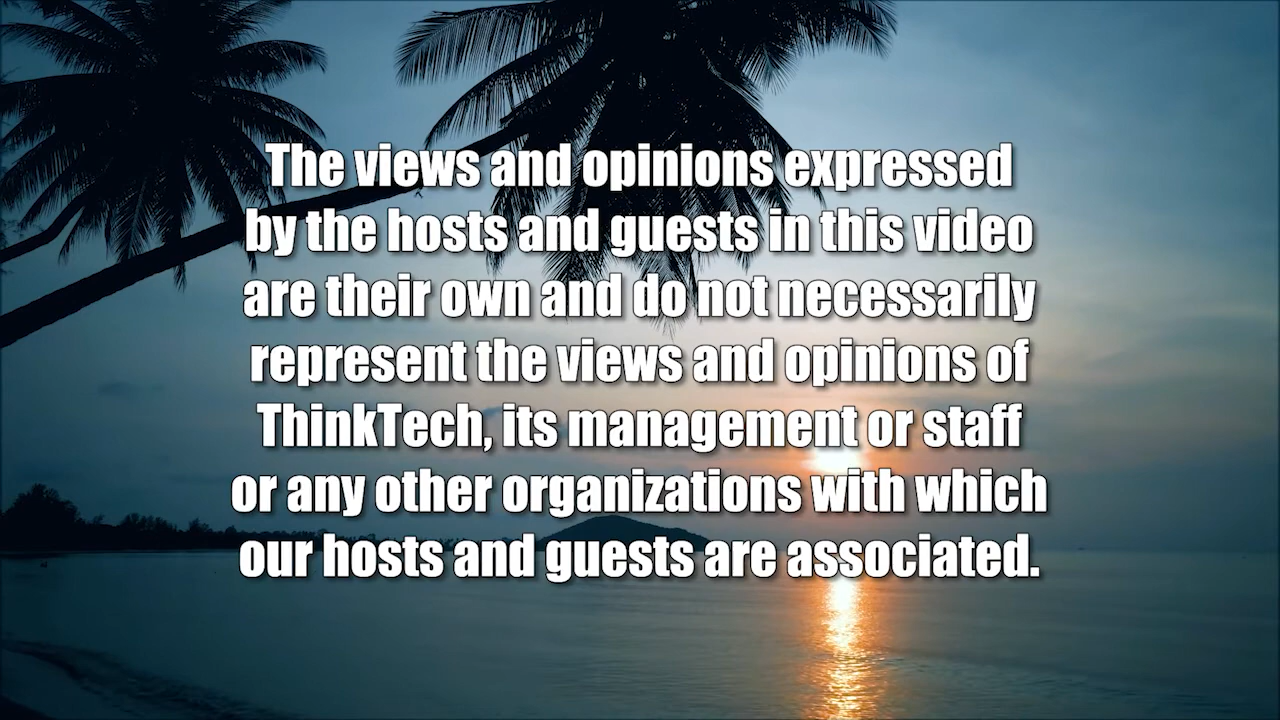 The views and opinions expressed
by the hosts and guests in this video
are their own and do not necessarily
represent the views and opinions of
ThinkTech, its management or staff
or any other organizations with which
our hosts and guests are associated.